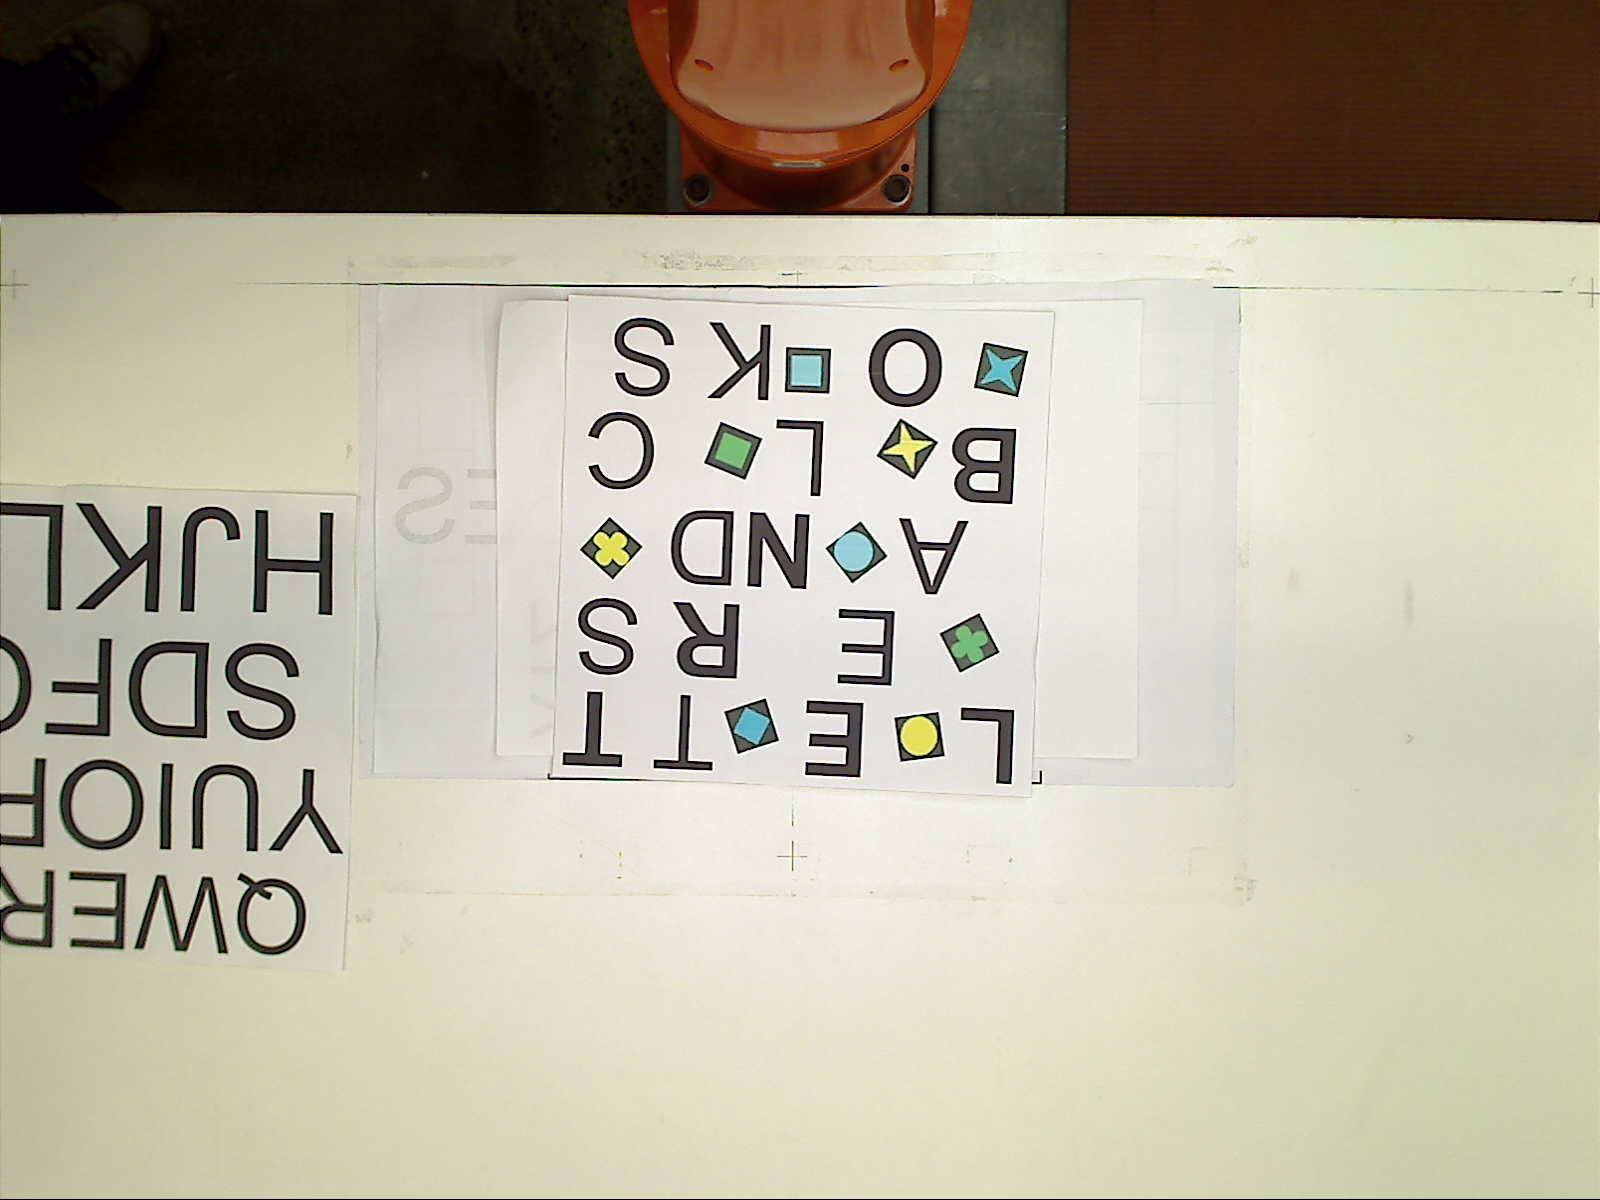 L E T T
E R S
A N D
B L C
O K S
QWER
YUIOP
SDFG
HJKL